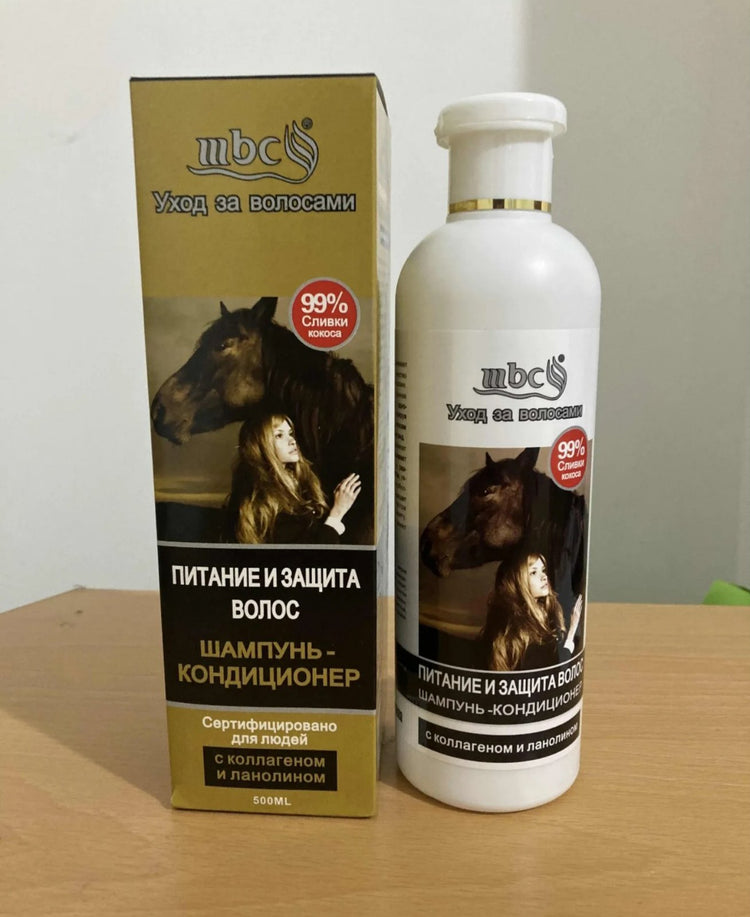 mbc
Уход за волосами
99%
Сливки
кокоса
ПИТАНИЕ И ЗАЩИТА
ВОЛОС
ШАМПУНЬ-
КОНДИЦИОНЕР
Сертифицировано
для людей
с коллагеном
и ланолином
500ML
mbc
Уход за волосами
99%
Сливки
кокоса
ПИТАНИЕ И ЗАЩИТА ВОЛОС
ШАМПУНЬ-КОНДИЦИОНЕР
с коллагеном и ланолином